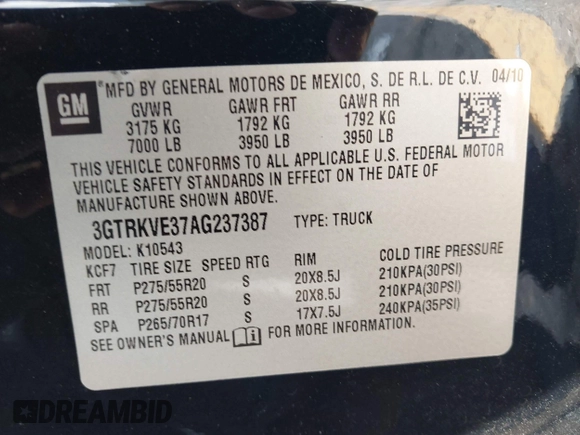 GM
MFD BY GENERAL MOTORS DE MEXICO, S. DE R.L. DE C.V. 04/10
GVWR GAWR FRT GAWR RR
3175 KG 1792 KG 1792 KG
7000 LB 3950 LB 3950 LB
THIS VEHICLE CONFORMS TO ALL APPLICABLE U.S. FEDERAL MOTOR
VEHICLE SAFETY STANDARDS IN EFFECT ON THE DATE OF
MANUFACTURE SHOWN ABOVE.
3GTRKVE37AG237387 TYPE: TRUCK
MODEL: K10543
KCF7 TIRE SIZE SPEED RTG RIM COLD TIRE PRESSURE
FRT P275/55R20 S 20X8.5J 210KPA(30PSI)
RR P275/55R20 S 20X8.5J 210KPA(30PSI)
SPA P265/70R17 S 17X7.5J 240KPA(35PSI)
SEE OWNER'S MANUAL i FOR MORE INFORMATION.
DREAMBID